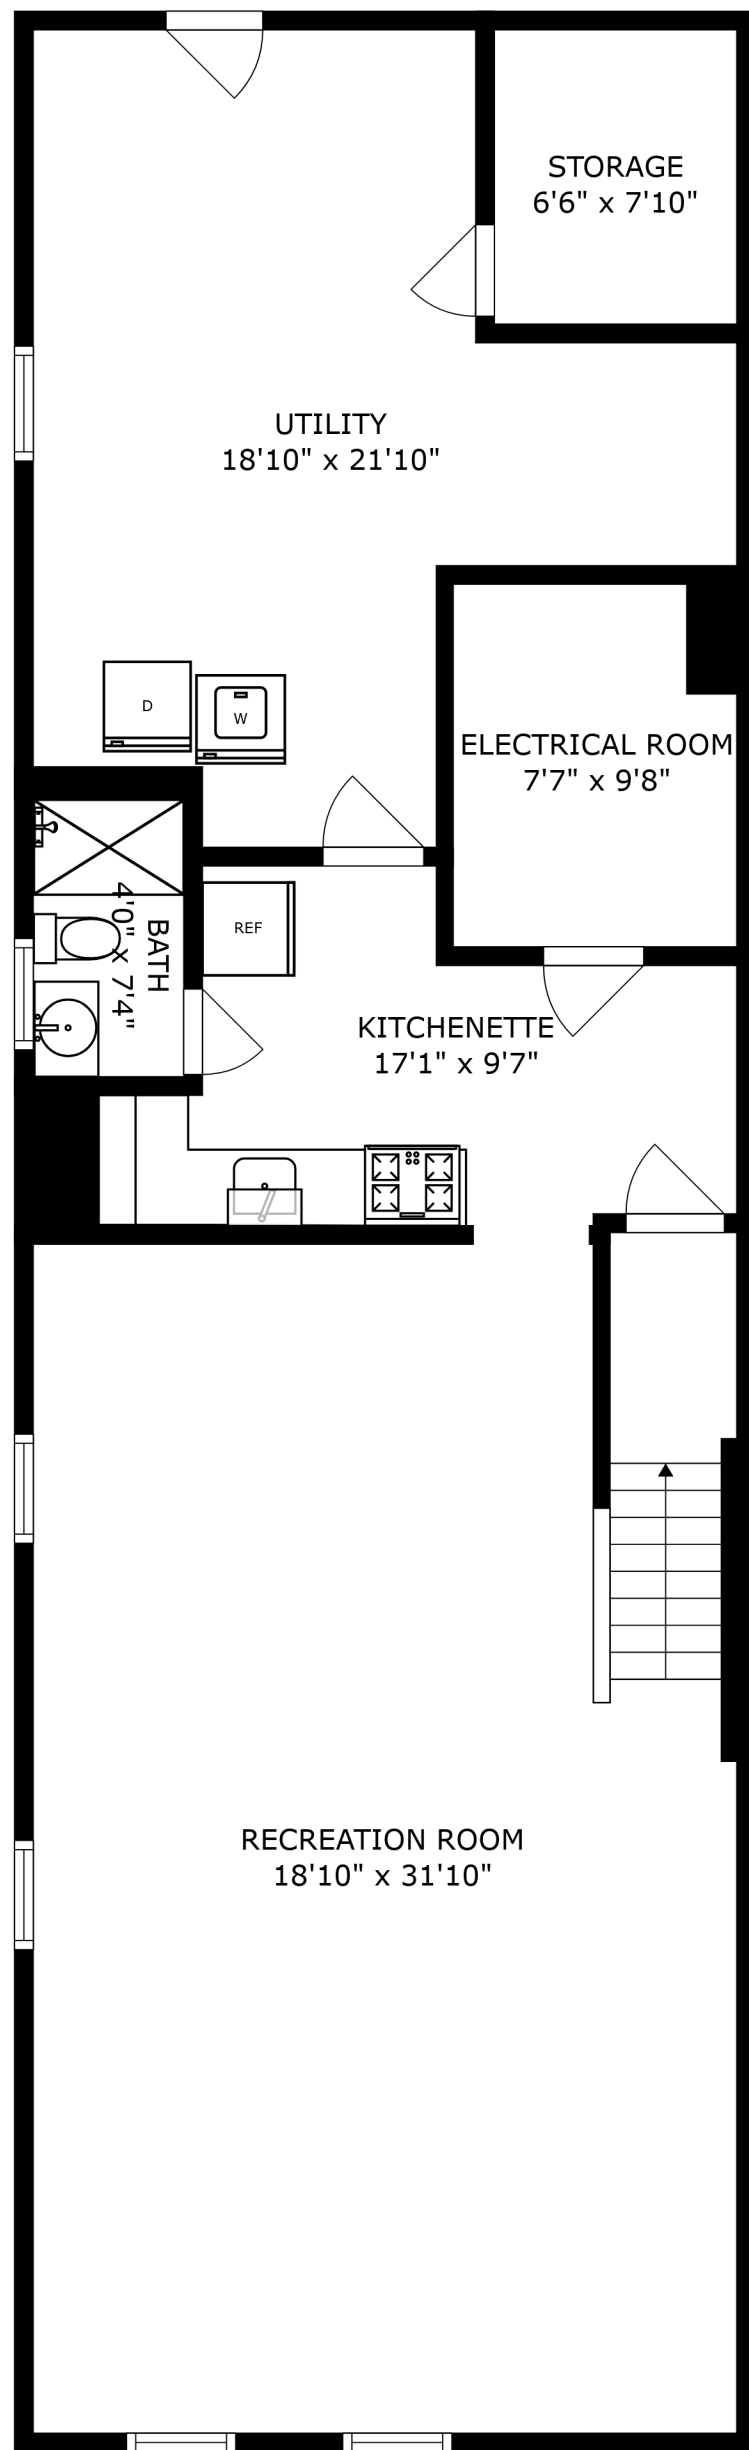 STORAGE
6'6" x 7'10"
UTILITY
18'10" x 21'10"
D
W
ELECTRICAL ROOM
7'7" x 9'8"
BATH
4'0" x 7'4"
REF
KITCHENETTE
17'1" x 9'7"
RECREATION ROOM
18'10" x 31'10"